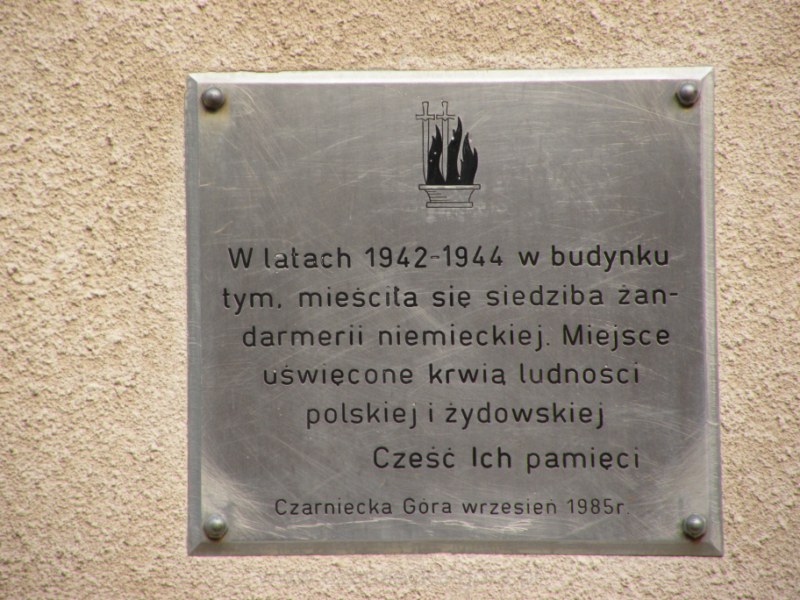 W latach 1942-1944 w budynku
tym, mieściła się siedziba żan-
darmerii niemieckiej. Miejsce
uświęcone krwią ludności
polskiej i żydowskiej
Cześć Ich pamięci
Czarniecka Góra wrzesień 1985r.